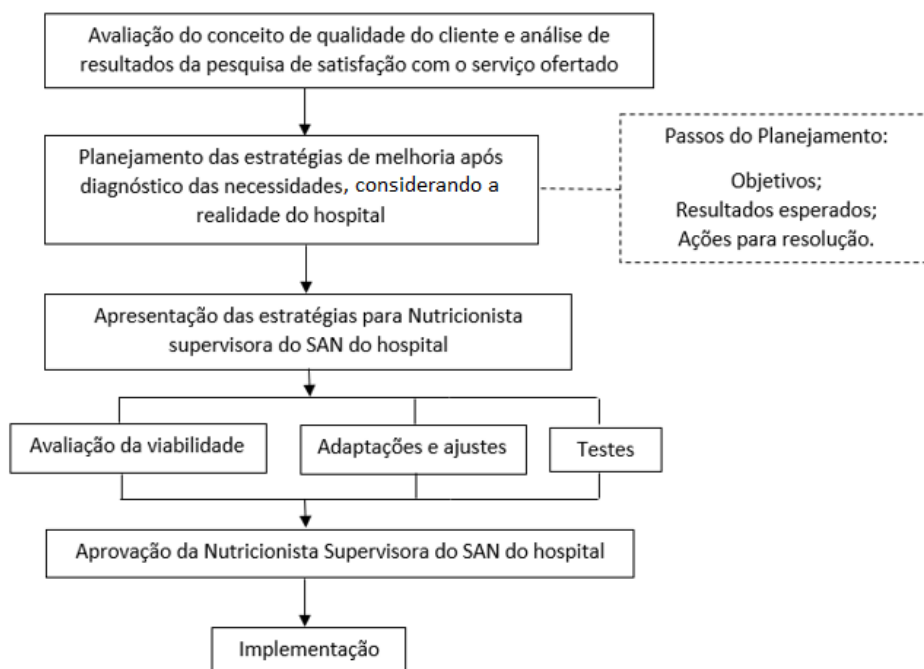 Avaliação do conceito de qualidade do cliente e análise de
resultados da pesquisa de satisfação com o serviço ofertado
Planejamento das estratégias de melhoria após
diagnóstico das necessidades, considerando a
realidade do hospital
Passos do Planejamento:
Objetivos;
Resultados esperados;
Ações para resolução.
Apresentação das estratégias para Nutricionista
supervisora do SAN do hospital
Avaliação da viabilidade
Adaptações e ajustes
Testes
Aprovação da Nutricionista Supervisora do SAN do hospital
Implementação